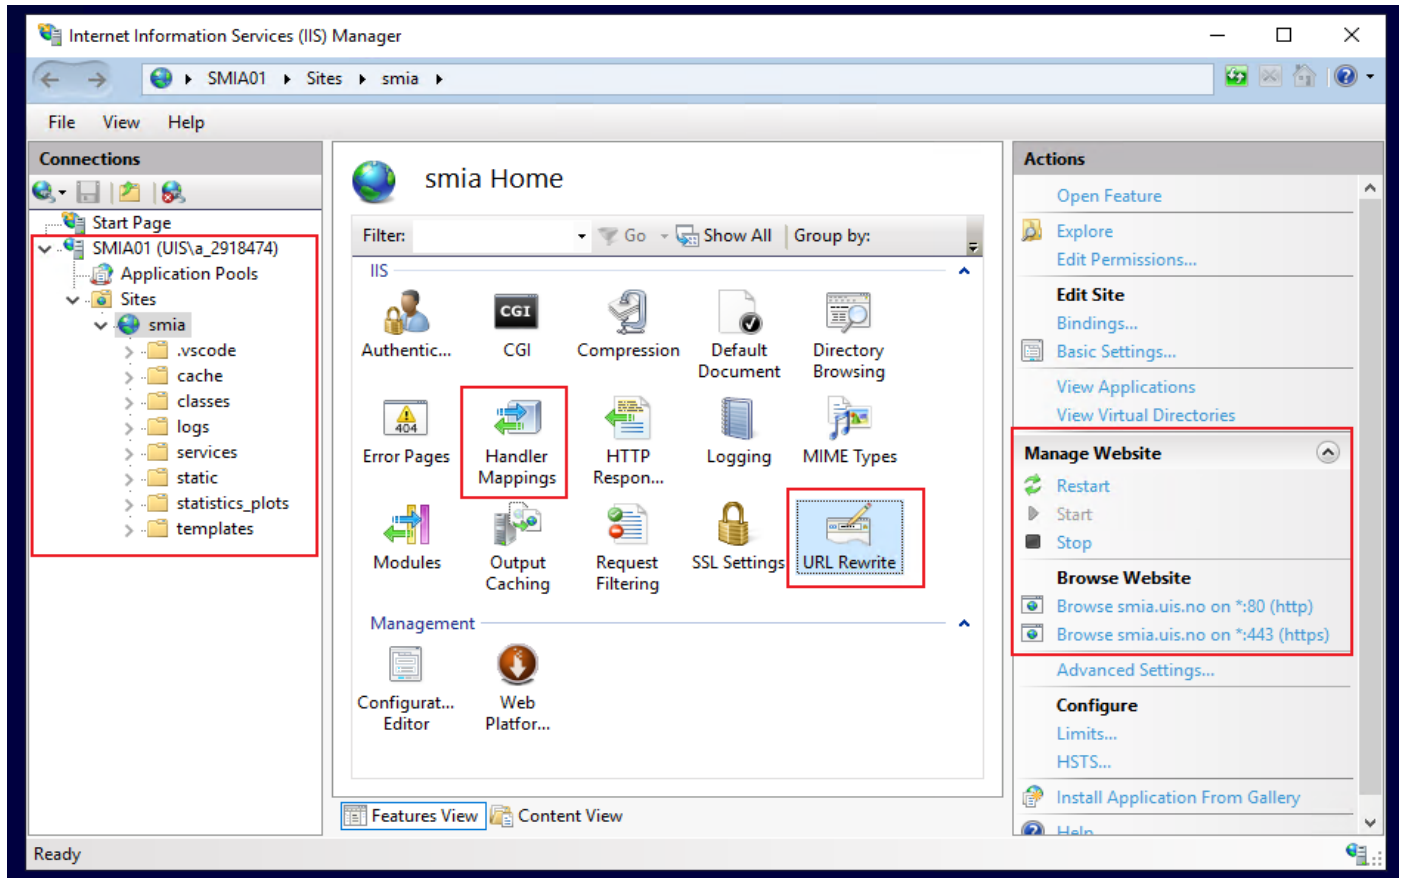 Internet Information Services (IIS) Manager
SMIA01 Sites smia
File View Help
Connections
Start Page
SMIA01 (UIS\a_2918474)
Application Pools
Sites
smia
.vscode
cache
classes
logs
services
static
statistics_plots
templates
smia Home
Filter: Go Show All Group by:
IIS
Authentic... CGI Compression Default Document Directory Browsing
404
Error Pages Handler Mappings HTTP Respon... Logging MIME Types
Modules Output Caching Request Filtering SSL Settings URL Rewrite
Management
Configurat... Editor Web Platfor...
Features View Content View
Actions
Open Feature
Explore
Edit Permissions...
Edit Site
Bindings...
Basic Settings...
View Applications
View Virtual Directories
Manage Website
Restart
Start
Stop
Browse Website
Browse smia.uis.no on *:80 (http)
Browse smia.uis.no on *:443 (https)
Advanced Settings...
Configure
Limits...
HSTS...
Install Application From Gallery
Help
Ready